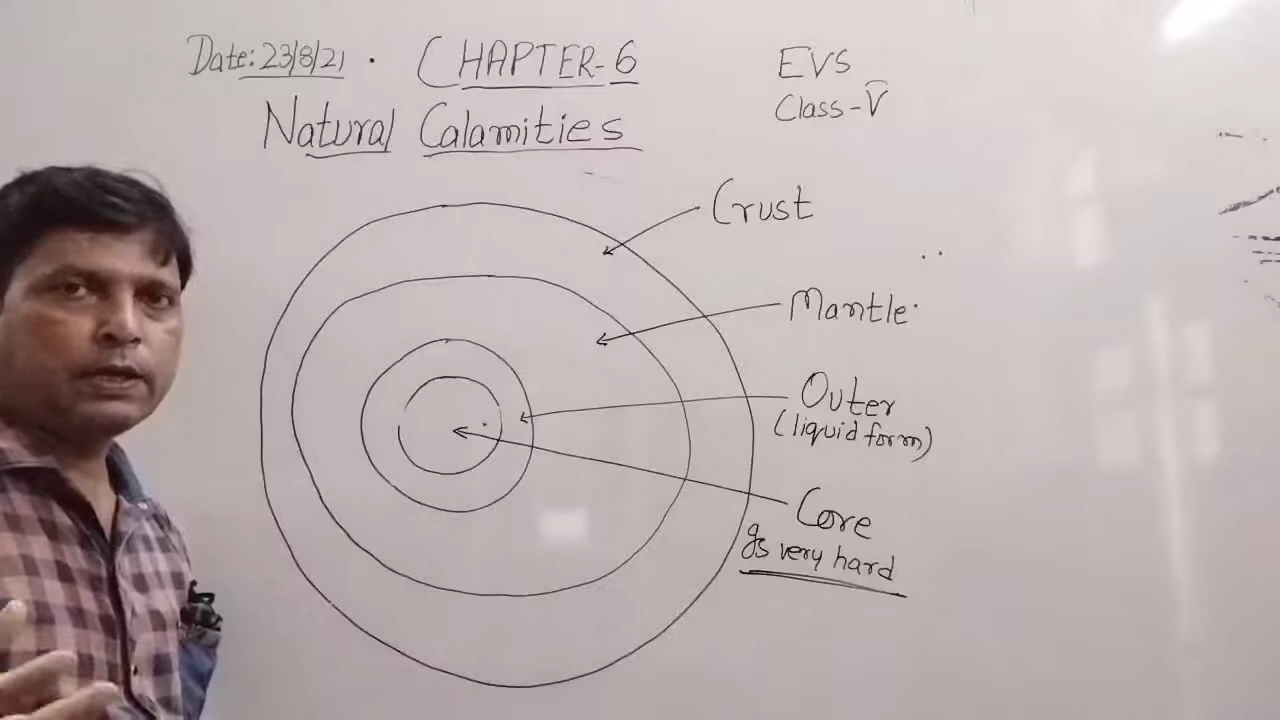 Date: 23/8/21 . CHAPTER-6
Natural Calamities
EVS
Class-V
Crust
Mantle
Outer
(liquid form)
Core
Is very hard